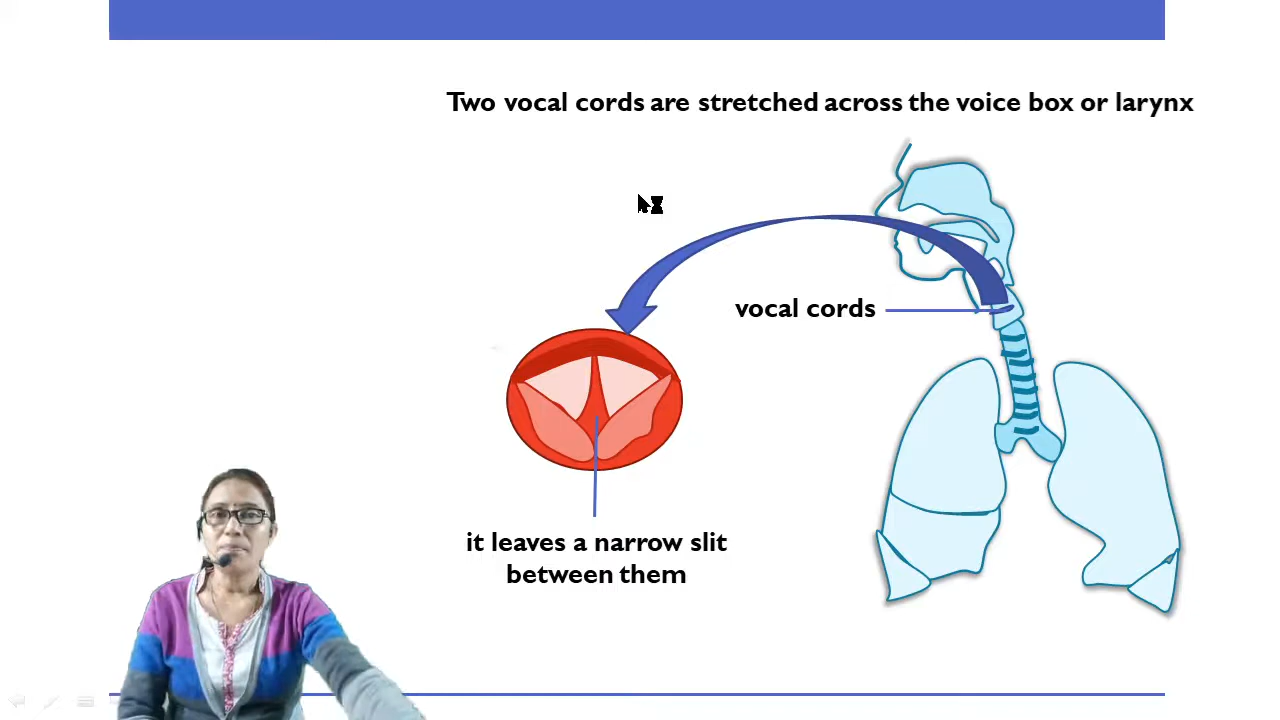 Two vocal cords are stretched across the voice box or larynx
vocal cords
it leaves a narrow slit
between them